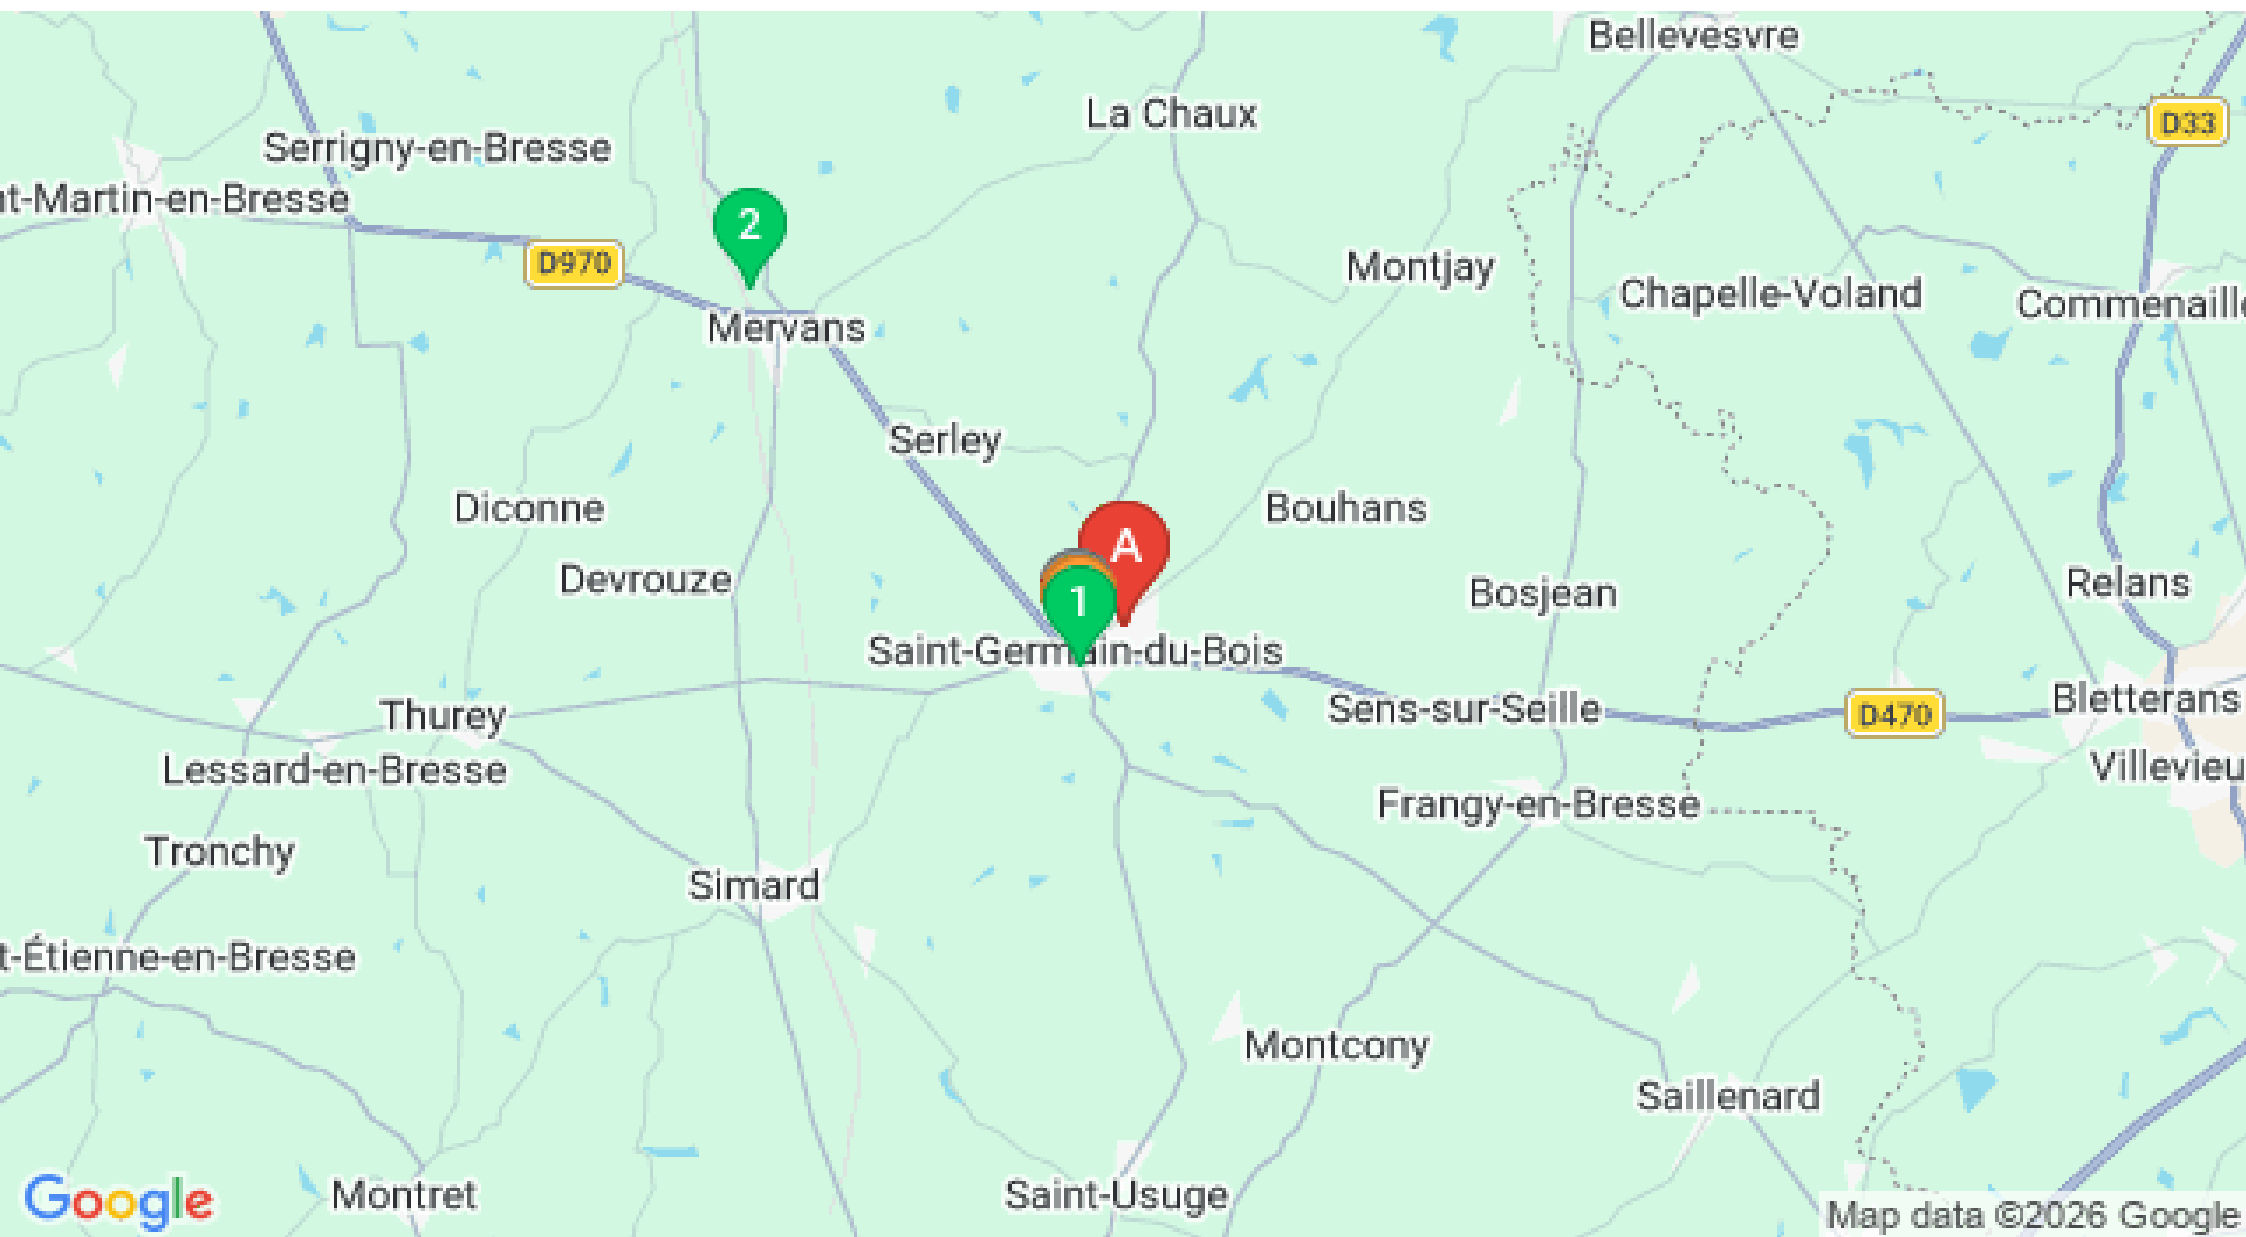 Bellevesvre
La Chaux
D33
Serrigny-en-Bresse
nt-Martin-en-Bresse
2
D970
Montjay
Chapelle-Voland
Commenaille
Mervans
Serley
Diconne
Bouhans
A
Devrouze
1
Bosjean
Relans
Saint-Germain-du-Bois
Thurey
Sens-sur-Seille
D470
Bletterans
Lessard-en-Bresse
Villevieu
Frangy-en-Bresse
Tronchy
Simard
t-Étienne-en-Bresse
Montcony
Saillenard
Google
Montret
Saint-Usuge
Map data ©2026 Google